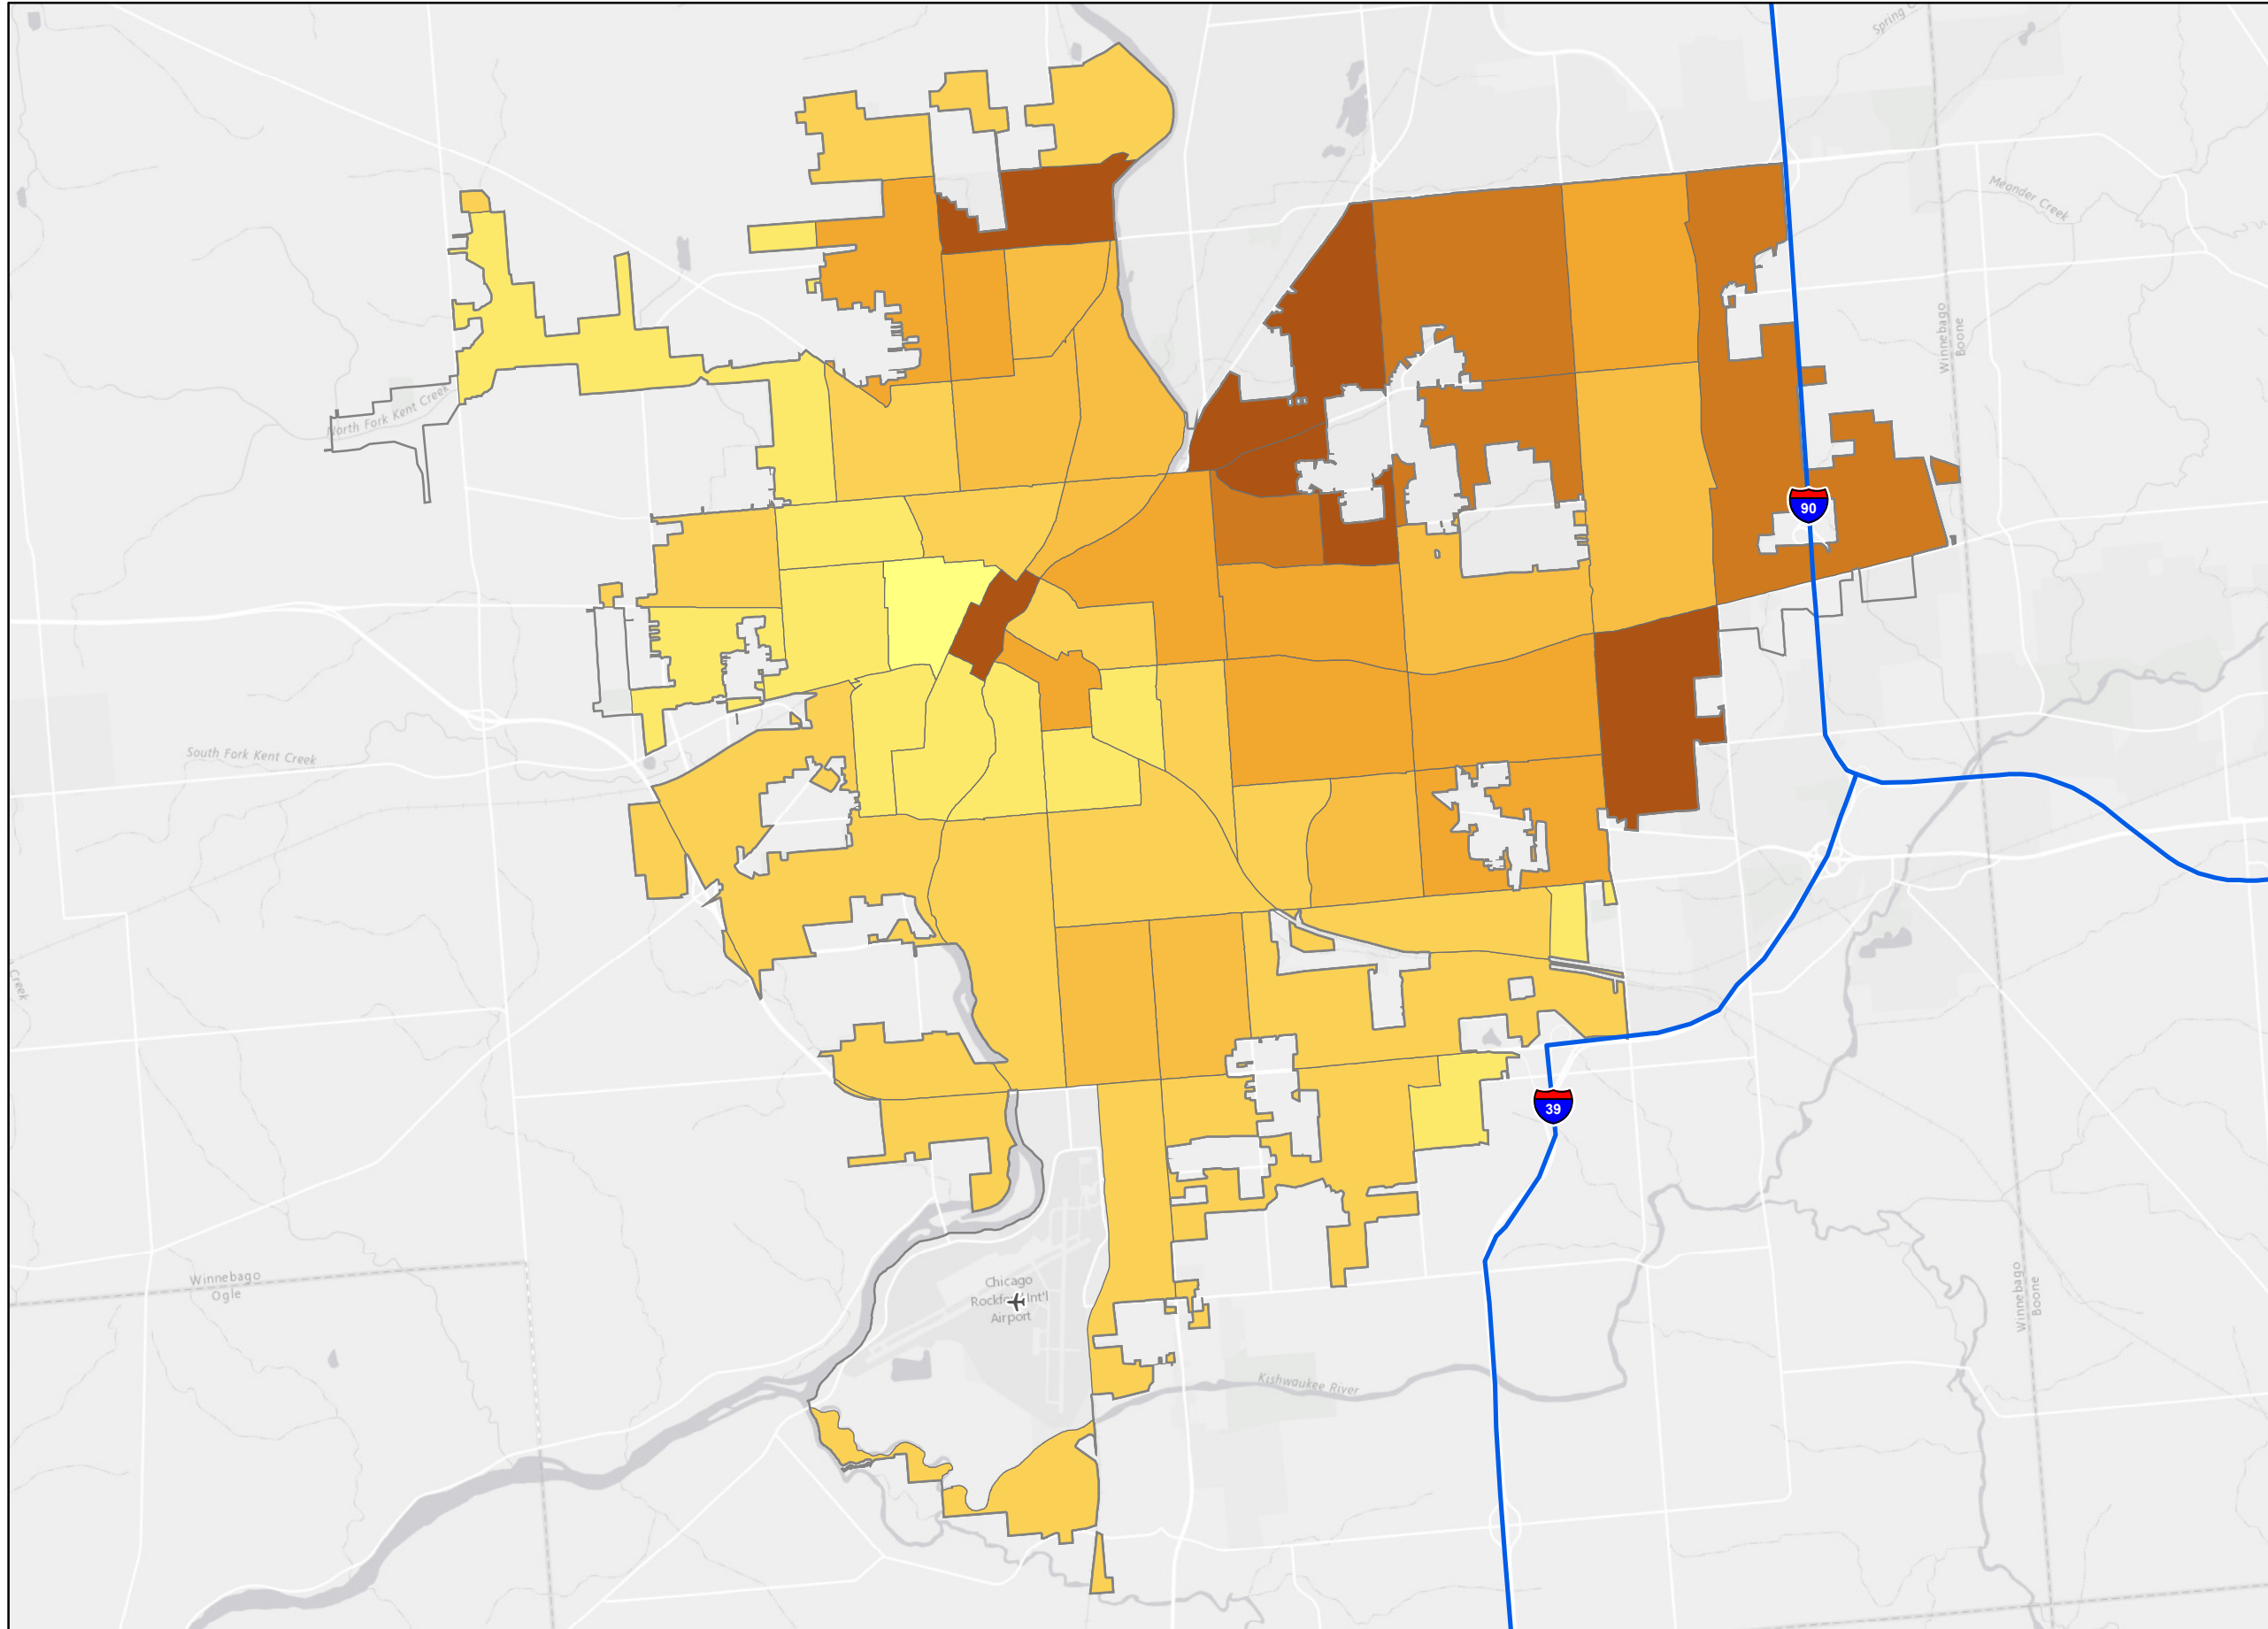 Spring C
Meander Creek
Winnebago
Boone
North Fork Kent Creek
90
South Fork Kent Creek
Creek
39
Winnebago
Ogle
Chicago
Rockford Int'l
Airport
Winnebago
Boone
Kishwaukee River